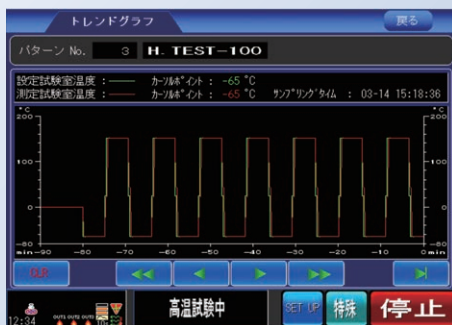 トレンドグラフ 戻る
パターン No. 3 H. TEST-100
設定試験室温度 : カーソルポイント : -65 ℃
測定試験室温度 : カーソルポイント : -65 ℃ サンプリングタイム : 03-14 15:18:36
℃ ℃
200 200
100 100
0 0
-80 -80
min-90 -80 -70 -60 -50 -40 -30 -20 -10 0min
CLR
高温試験中 SET UP 特殊 停止
12:34 OUT1 OUT2 OUT3